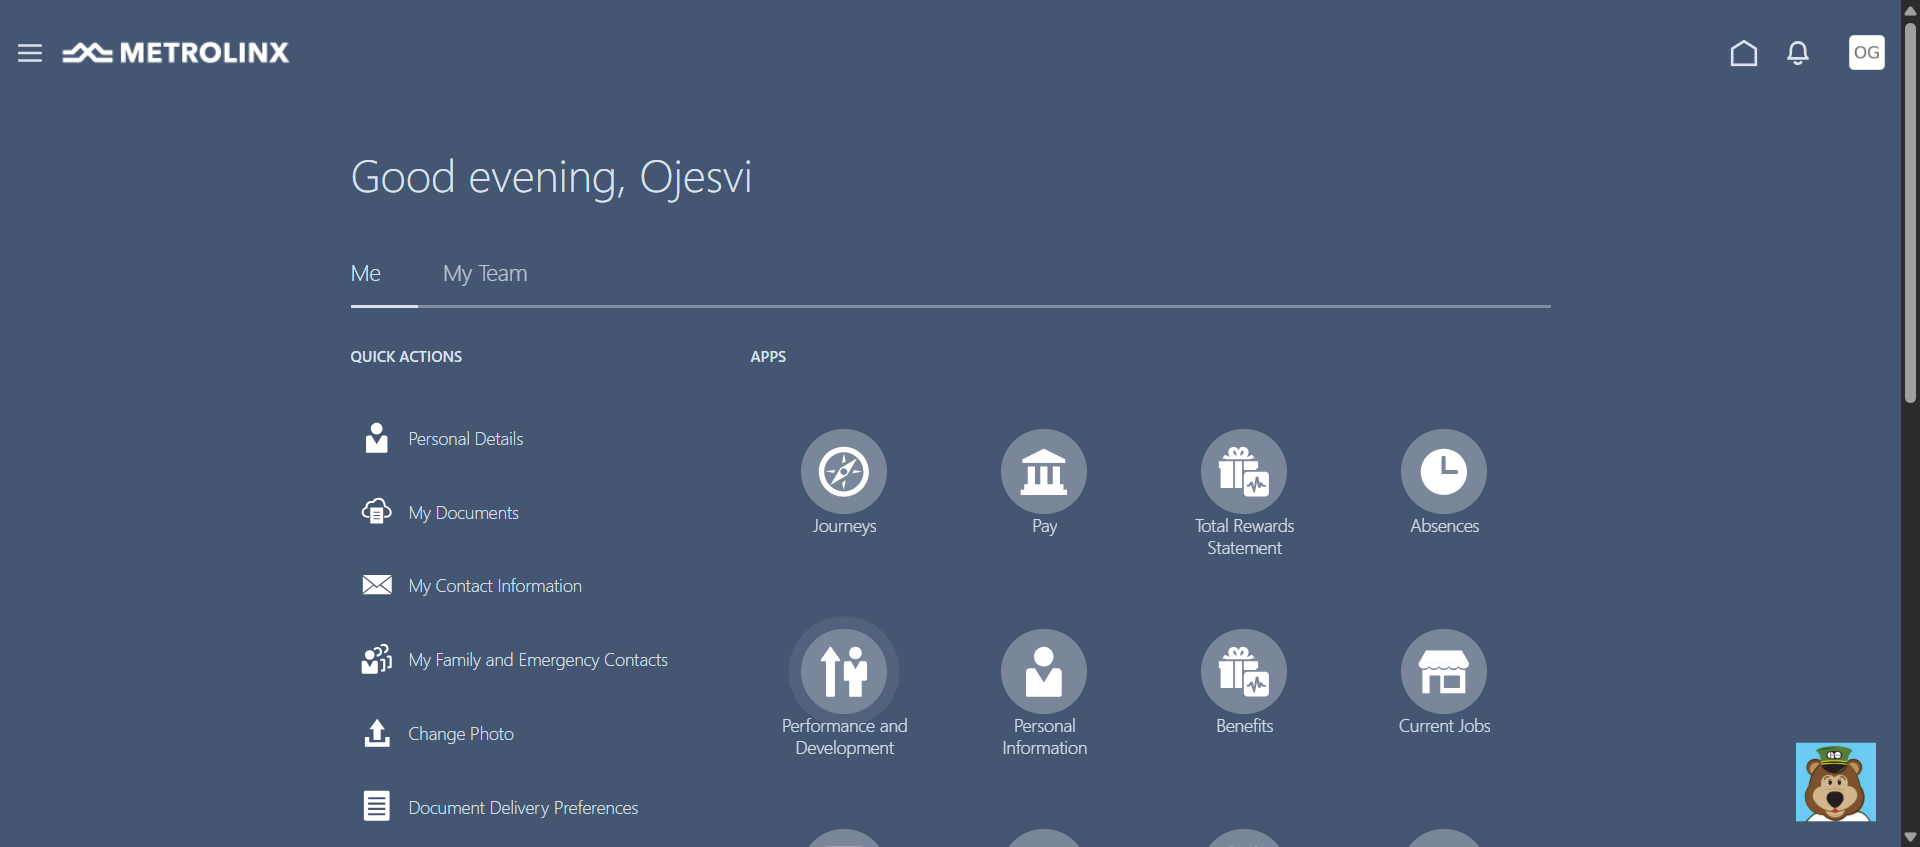 METROLINX
OG
Good evening, Ojesvi
Me
My Team
QUICK ACTIONS
Personal Details
My Documents
My Contact Information
My Family and Emergency Contacts
Change Photo
Document Delivery Preferences
APPS
Journeys
Pay
Total Rewards
Statement
Absences
Performance and
Development
Personal
Information
Benefits
Current Jobs